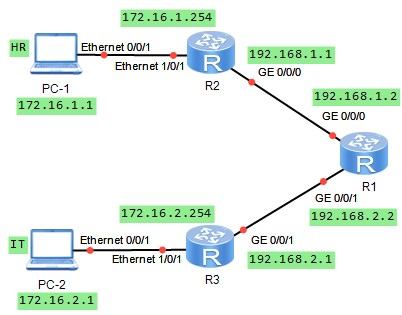 172.16.1.254
HR
Ethernet 0/0/1
192.168.1.1
Ethernet 1/0/1
GE 0/0/0
R
PC-1
R2
192.168.1.2
172.16.1.1
GE 0/0/0
R
R1
GE 0/0/1
172.16.2.254
192.168.2.2
IT
Ethernet 0/0/1
GE 0/0/1
R
Ethernet 1/0/1
192.168.2.1
PC-2
R3
172.16.2.1